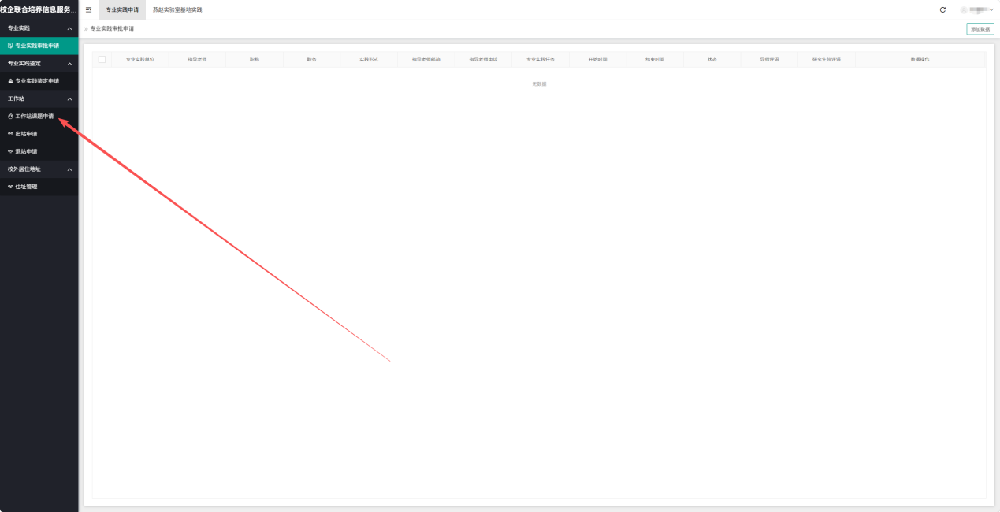 校企联合培养信息服务...
专业实践申请
燕赵实验室基地实践
专业实践
» 专业实践审批申请
添加数据
专业实践审批申请
专业实践鉴定
专业实践鉴定申请
工作站
工作站课题申请
出站申请
退站申请
校外居住地址
住址管理
专业实践单位 指导老师 职称 职务 实践形式 指导老师邮箱 指导老师电话 专业实践任务 开始时间 结束时间 状态 导师评语 研究生院评语 数据操作
无数据